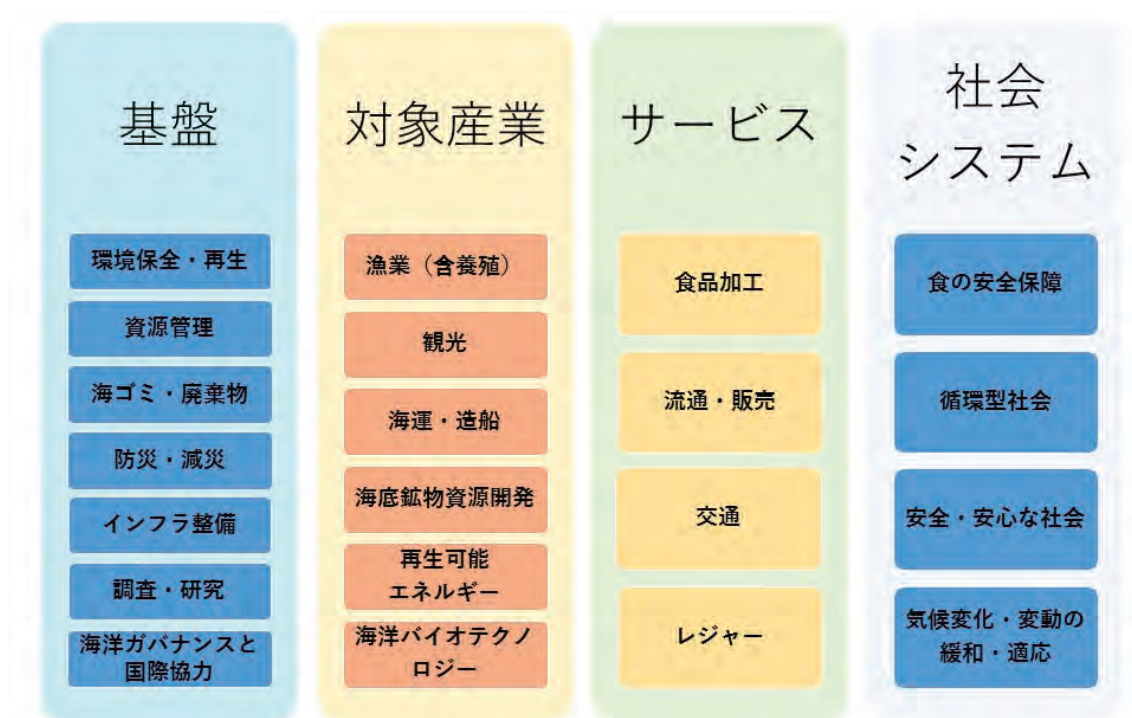 基盤
環境保全・再生
資源管理
海ゴミ・廃棄物
防災・減災
インフラ整備
調査・研究
海洋ガバナンスと
国際協力
対象産業
漁業（含養殖）
観光
海運・造船
海底鉱物資源開発
再生可能
エネルギー
海洋バイオテクノ
ロジー
サービス
食品加工
流通・販売
交通
レジャー
社会
システム
食の安全保障
循環型社会
安全・安心な社会
気候変化・変動の
緩和・適応